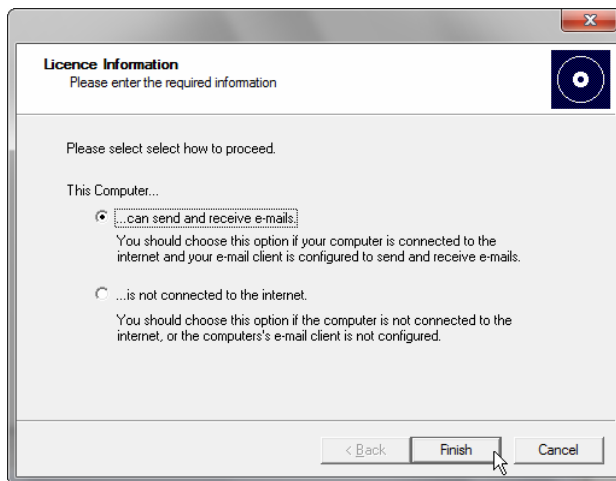 Licence Information
Please enter the required information
Please select select how to proceed.
This Computer...
...can send and receive e-mails.
You should choose this option if your computer is connected to the
internet and your e-mail client is configured to send and receive e-mails.
...is not connected to the internet.
You should choose this option if the computer is not connected to the
internet, or the computers's e-mail client is not configured.
< Back
Finish
Cancel